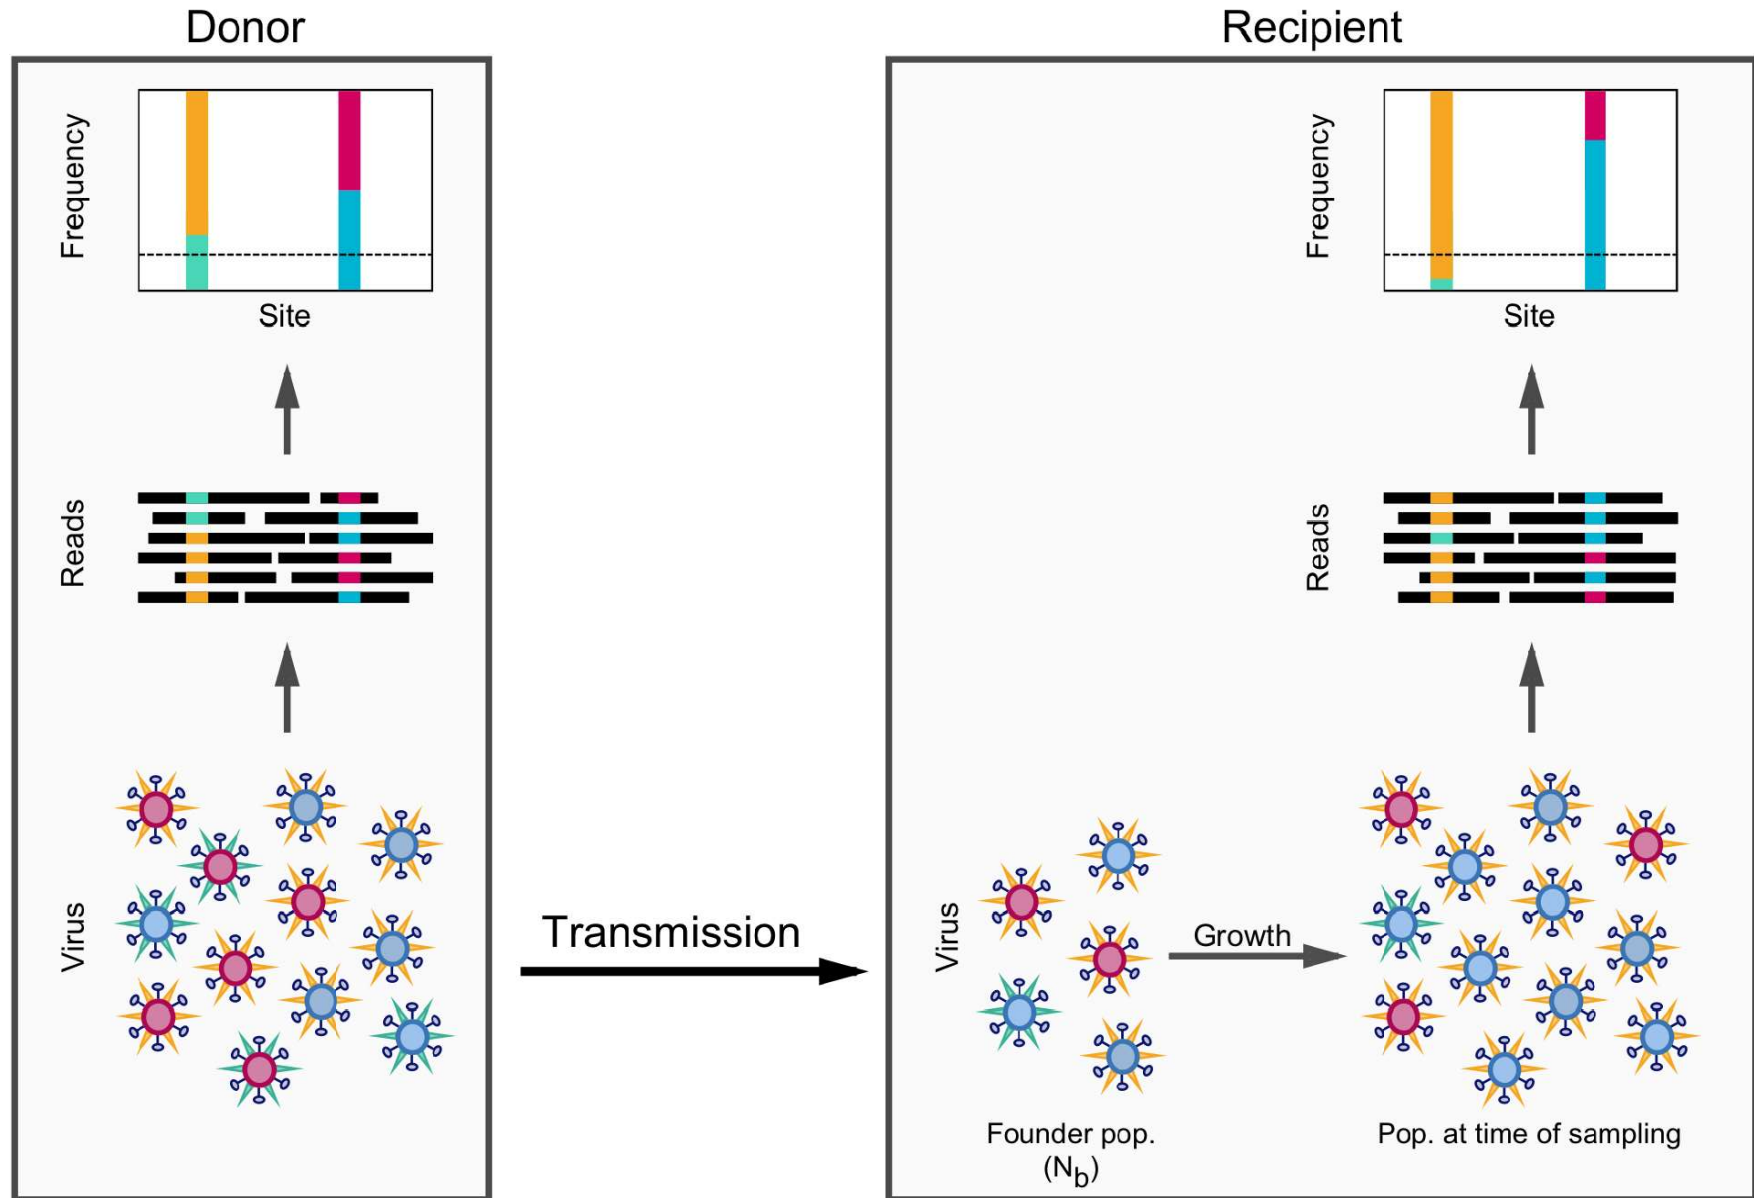 Donor
Recipient
Frequency
Site
Reads
Virus
Transmission
Frequency
Site
Reads
Virus
Growth
Founder pop.
(Nb)
Pop. at time of sampling